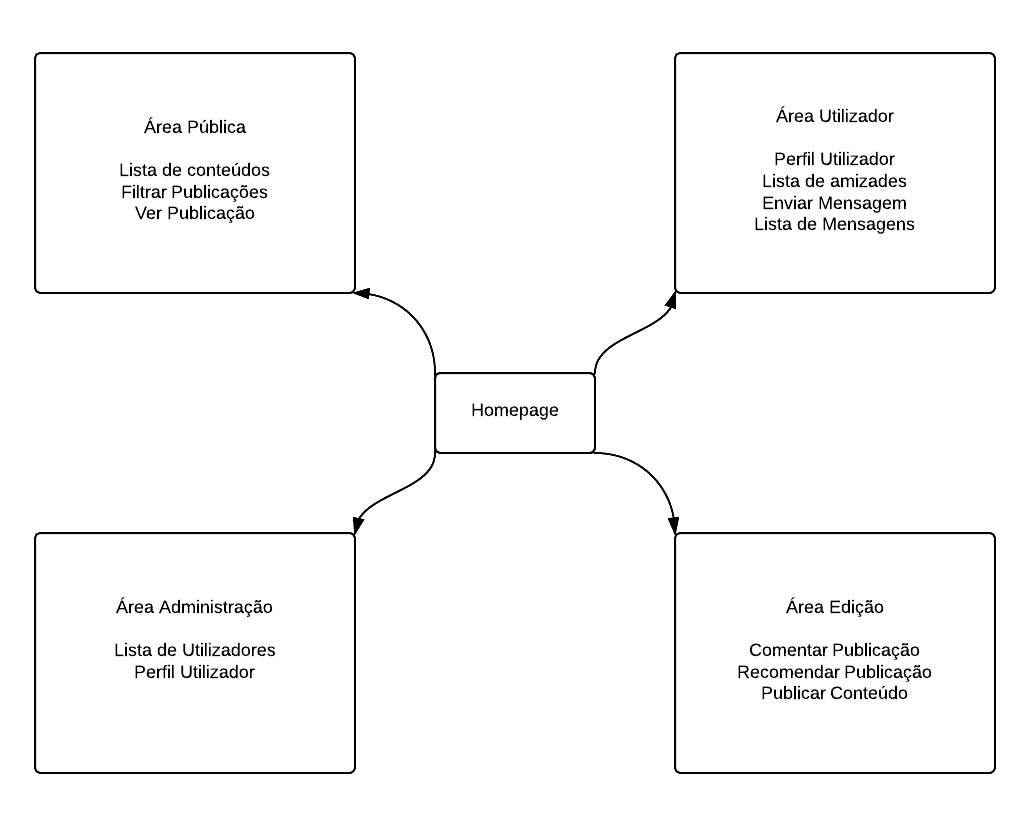 Área Pública
Lista de conteúdos
Filtrar Publicações
Ver Publicação
Área Utilizador
Perfil Utilizador
Lista de amizades
Enviar Mensagem
Lista de Mensagens
Homepage
Área Administração
Lista de Utilizadores
Perfil Utilizador
Área Edição
Comentar Publicação
Recomendar Publicação
Publicar Conteúdo